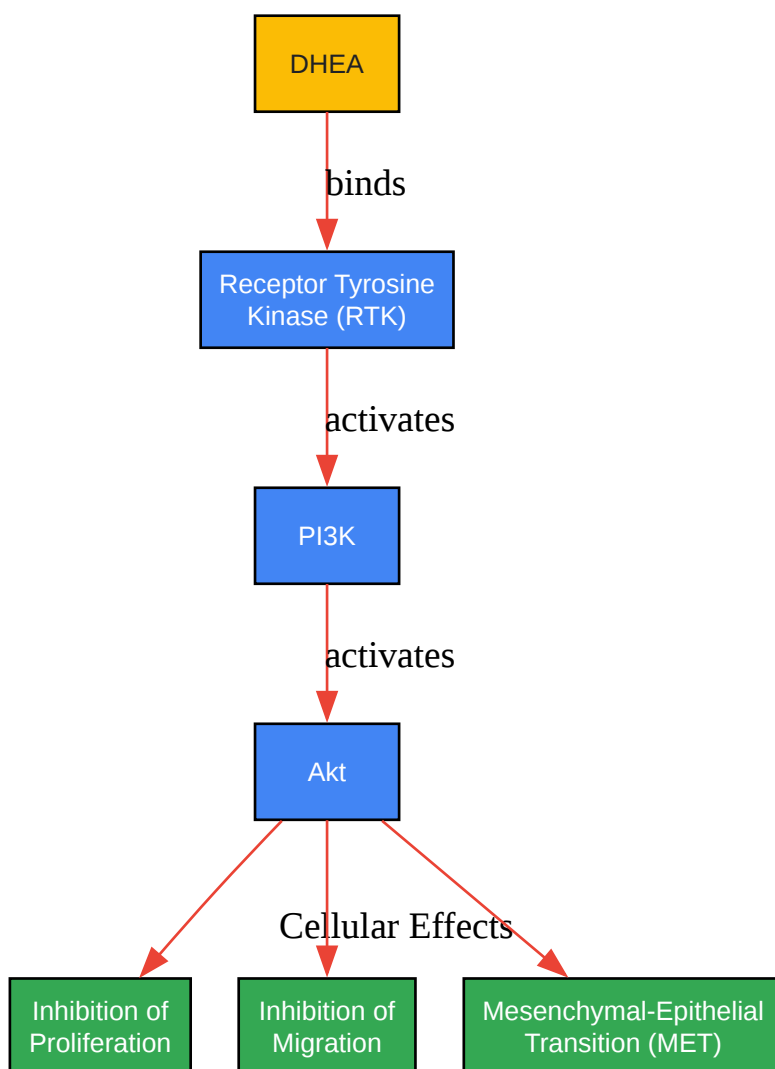 DHEA
binds
Receptor Tyrosine
Kinase (RTK)
activates
PI3K
activates
Akt
Cellular Effects
Inhibition of
Proliferation
Inhibition of
Migration
Mesenchymal-Epithelial
Transition (MET)